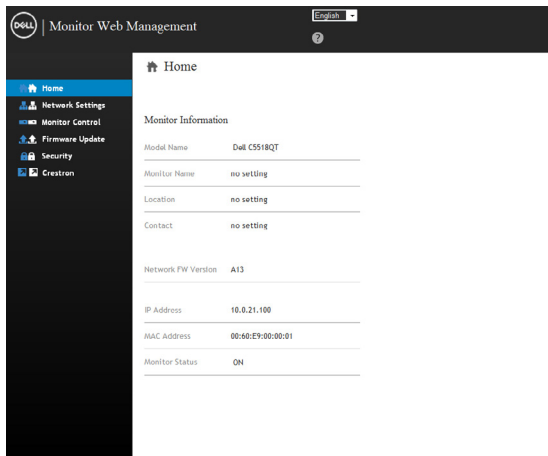 DELL
Monitor Web Management
English
?
Home
Network Settings
Monitor Control
Firmware Update
Security
Crestron
Home
Monitor Information
Model Name Dell C5518QT
Monitor Name no setting
Location no setting
Contact no setting
Network FW Version A13
IP Address 10.0.21.100
MAC Address 00:60:E9:00:00:01
Monitor Status ON